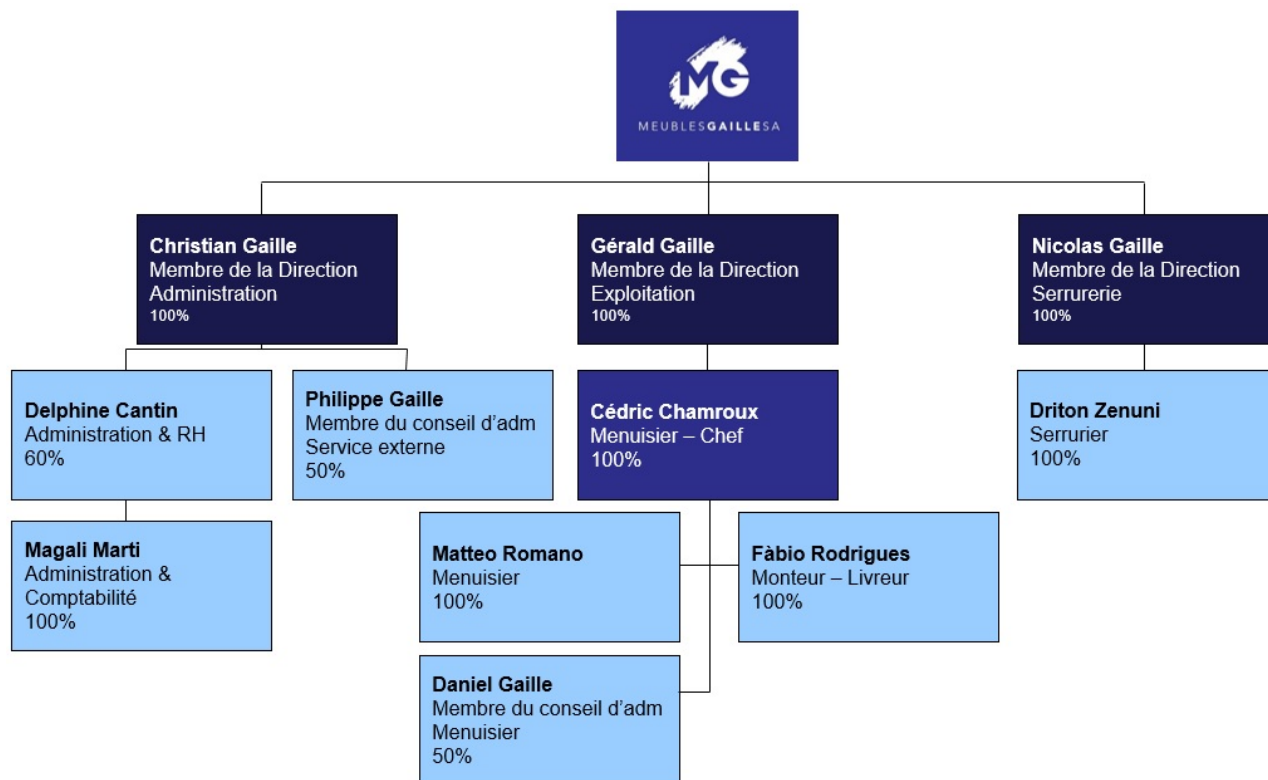 MG
MEUBLESGAILLESA
Christian Gaille
Membre de la Direction
Administration
100%
Gérald Gaille
Membre de la Direction
Exploitation
100%
Nicolas Gaille
Membre de la Direction
Serrurerie
100%
Delphine Cantin
Administration & RH
60%
Philippe Gaille
Membre du conseil d'adm
Service externe
50%
Cédric Chamroux
Menuisier – Chef
100%
Driton Zenuni
Serrurier
100%
Magali Marti
Administration &
Comptabilité
100%
Matteo Romano
Menuisier
100%
Fàbio Rodrigues
Monteur – Livreur
100%
Daniel Gaille
Membre du conseil d'adm
Menuisier
50%